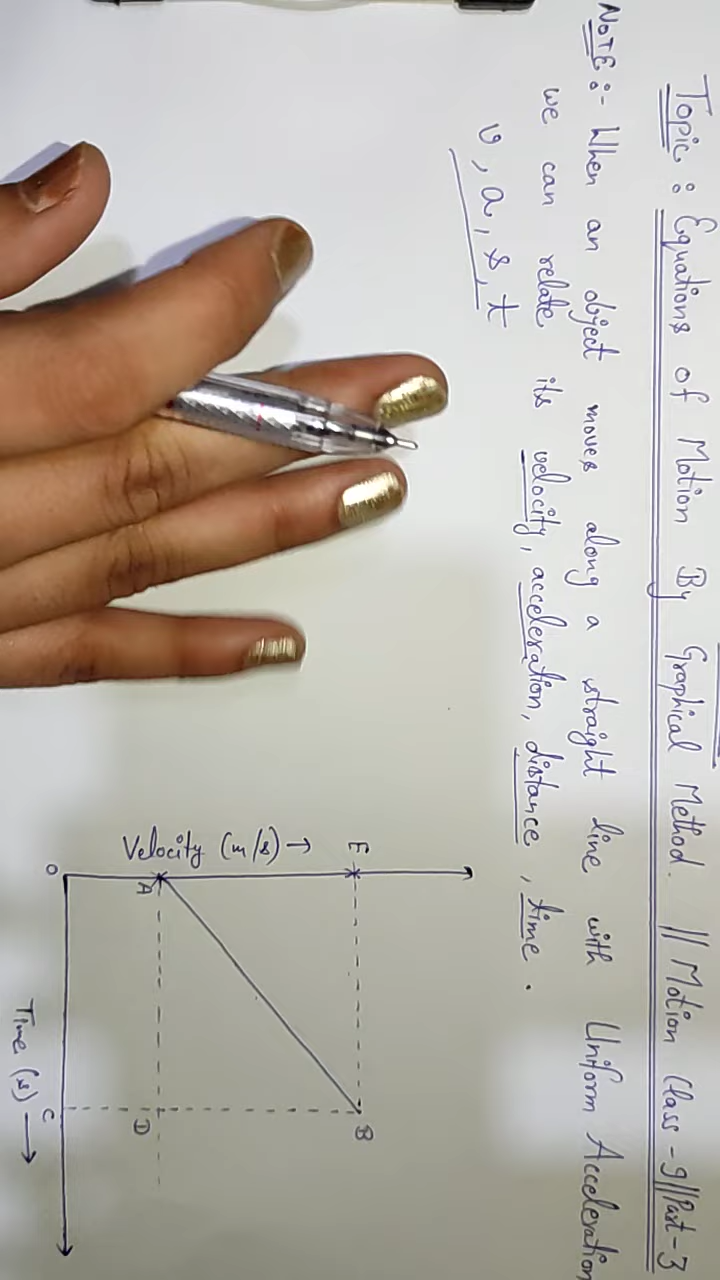 Topic : Equations of Motion By Graphical Method. || Motion Class-9||Part-3
NOTE :- When an object moves along a straight line with Uniform Acceleration
we can relate its velocity, acceleration, distance, time.
v, a, s, t
Velocity (m/s) →
E
B
A
D
O
C
Time (s) →